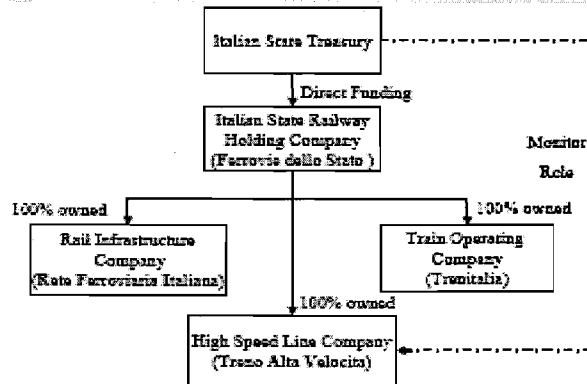 Italian State Treasury
Direct Funding
Italian State Railway
Holding Company
(Ferrovie dello Stato )
Monitor
Role
100% owned
100% owned
Rail Infrastructure
Company
(Rete Ferroviaria Italiana)
Train Operating
Company
(Trenitalia)
100% owned
High Speed Line Company
(Treno Alta Velocita)